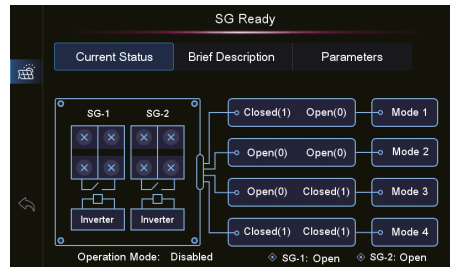 SG Ready
Current Status Brief Description Parameters
SG-1 SG-2
Inverter Inverter
Closed(1) Open(0) Mode 1
Open(0) Open(0) Mode 2
Open(0) Closed(1) Mode 3
Closed(1) Closed(1) Mode 4
Operation Mode: Disabled SG-1: Open SG-2: Open